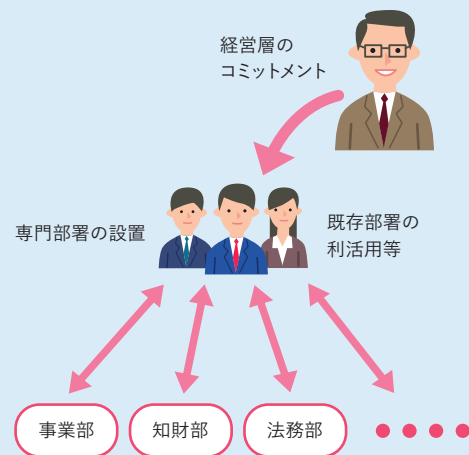 経営層の
コミットメント
専門部署の設置
既存部署の
利活用等
事業部
知財部
法務部